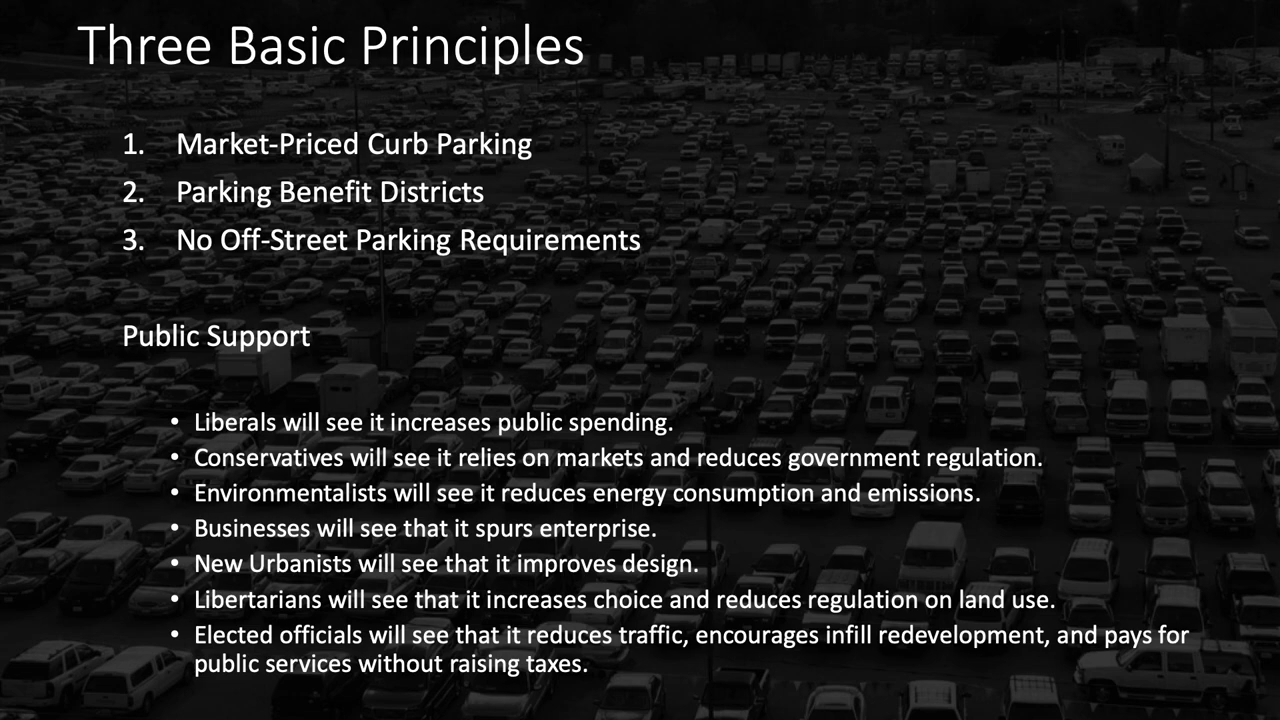 Three Basic Principles
1. Market-Priced Curb Parking
2. Parking Benefit Districts
3. No Off-Street Parking Requirements
Public Support
• Liberals will see it increases public spending.
• Conservatives will see it relies on markets and reduces government regulation.
• Environmentalists will see it reduces energy consumption and emissions.
• Businesses will see that it spurs enterprise.
• New Urbanists will see that it improves design.
• Libertarians will see that it increases choice and reduces regulation on land use.
• Elected officials will see that it reduces traffic, encourages infill redevelopment, and pays for
public services without raising taxes.